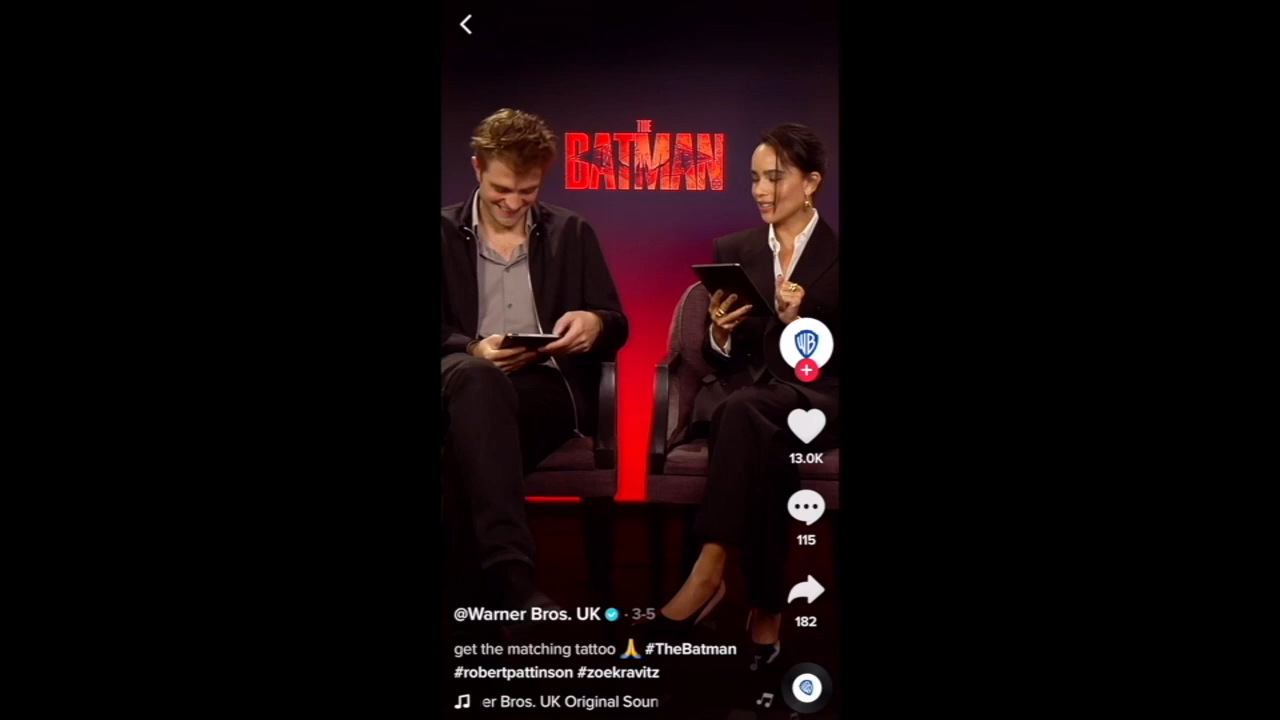 THE
BATMAN
WB
13.0K
115
182
@Warner Bros. UK · 3-5
get the matching tattoo 🙏 #TheBatman
#robertpattinson #zoekravitz
er Bros. UK Original Soun